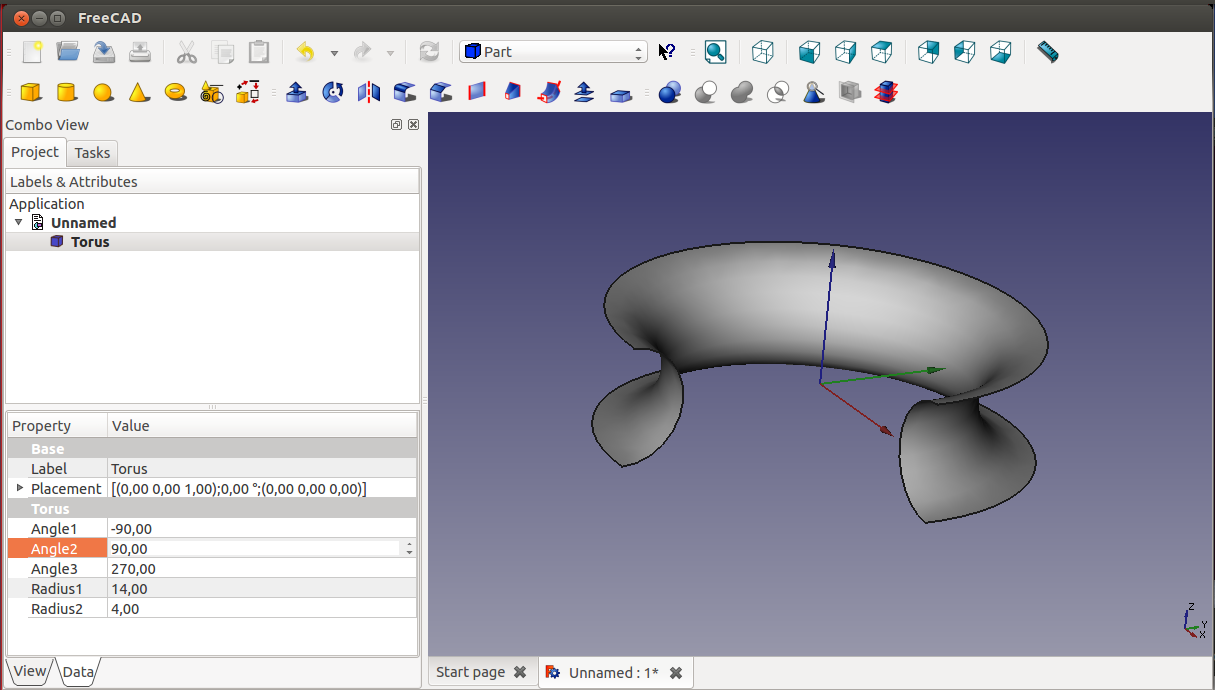 FreeCAD
Part
Combo View
Project
Tasks
Labels & Attributes
Application
Unnamed
Torus
Property Value
Base
Label Torus
Placement [(0,00 0,00 1,00);0,00 °;(0,00 0,00 0,00)]
Torus
Angle1 -90,00
Angle2 90,00
Angle3 270,00
Radius1 14,00
Radius2 4,00
Z
Y
X
View
Data
Start page
Unnamed : 1*